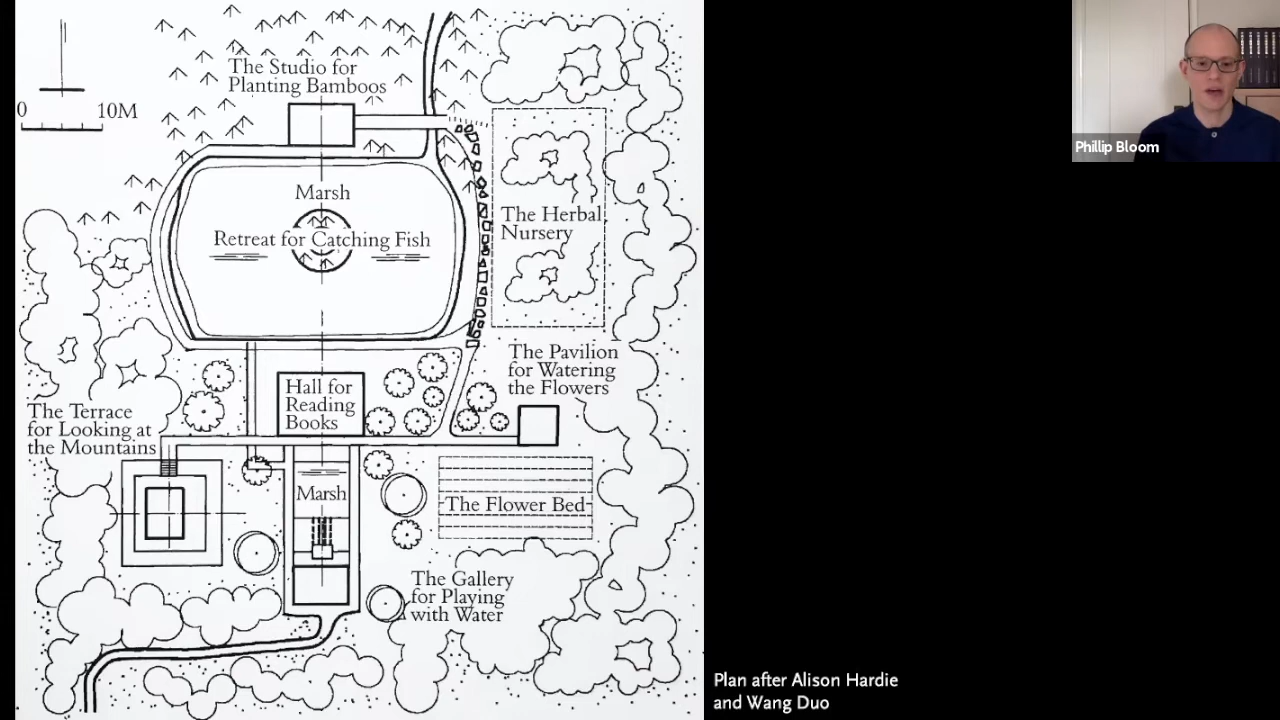 The Studio for
Planting Bamboos
0
10M
Marsh
Retreat for Catching Fish
The Herbal
Nursery
The Pavilion
for Watering
the Flowers
Hall for
Reading
Books
The Terrace
for Looking at
the Mountains
Marsh
The Flower Bed
The Gallery
for Playing
with Water
Plan after Alison Hardie
and Wang Duo
Phillip Bloom